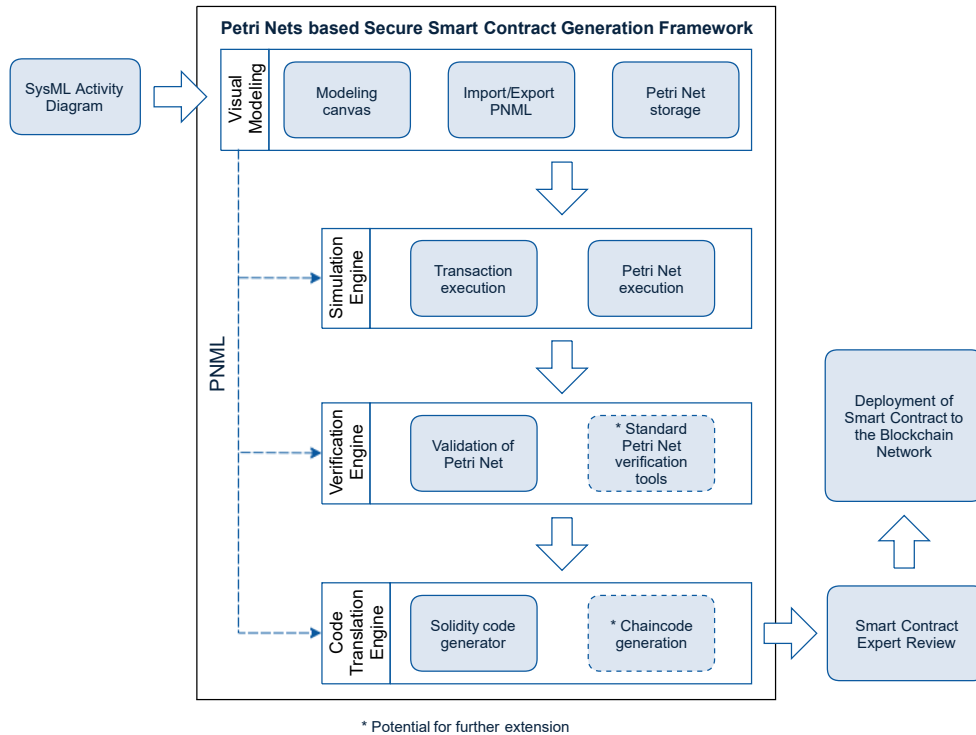 Petri Nets based Secure Smart Contract Generation Framework
SysML Activity
Diagram
Visual
Modeling
Modeling
canvas
Import/Export
PNML
Petri Net
storage
PNML
Simulation
Engine
Transaction
execution
Petri Net
execution
Verification
Engine
Validation of
Petri Net
* Standard
Petri Net
verification
tools
Code
Translation
Engine
Solidity code
generator
* Chaincode
generation
Smart Contract
Expert Review
Deployment of
Smart Contract to
the Blockchain
Network
* Potential for further extension